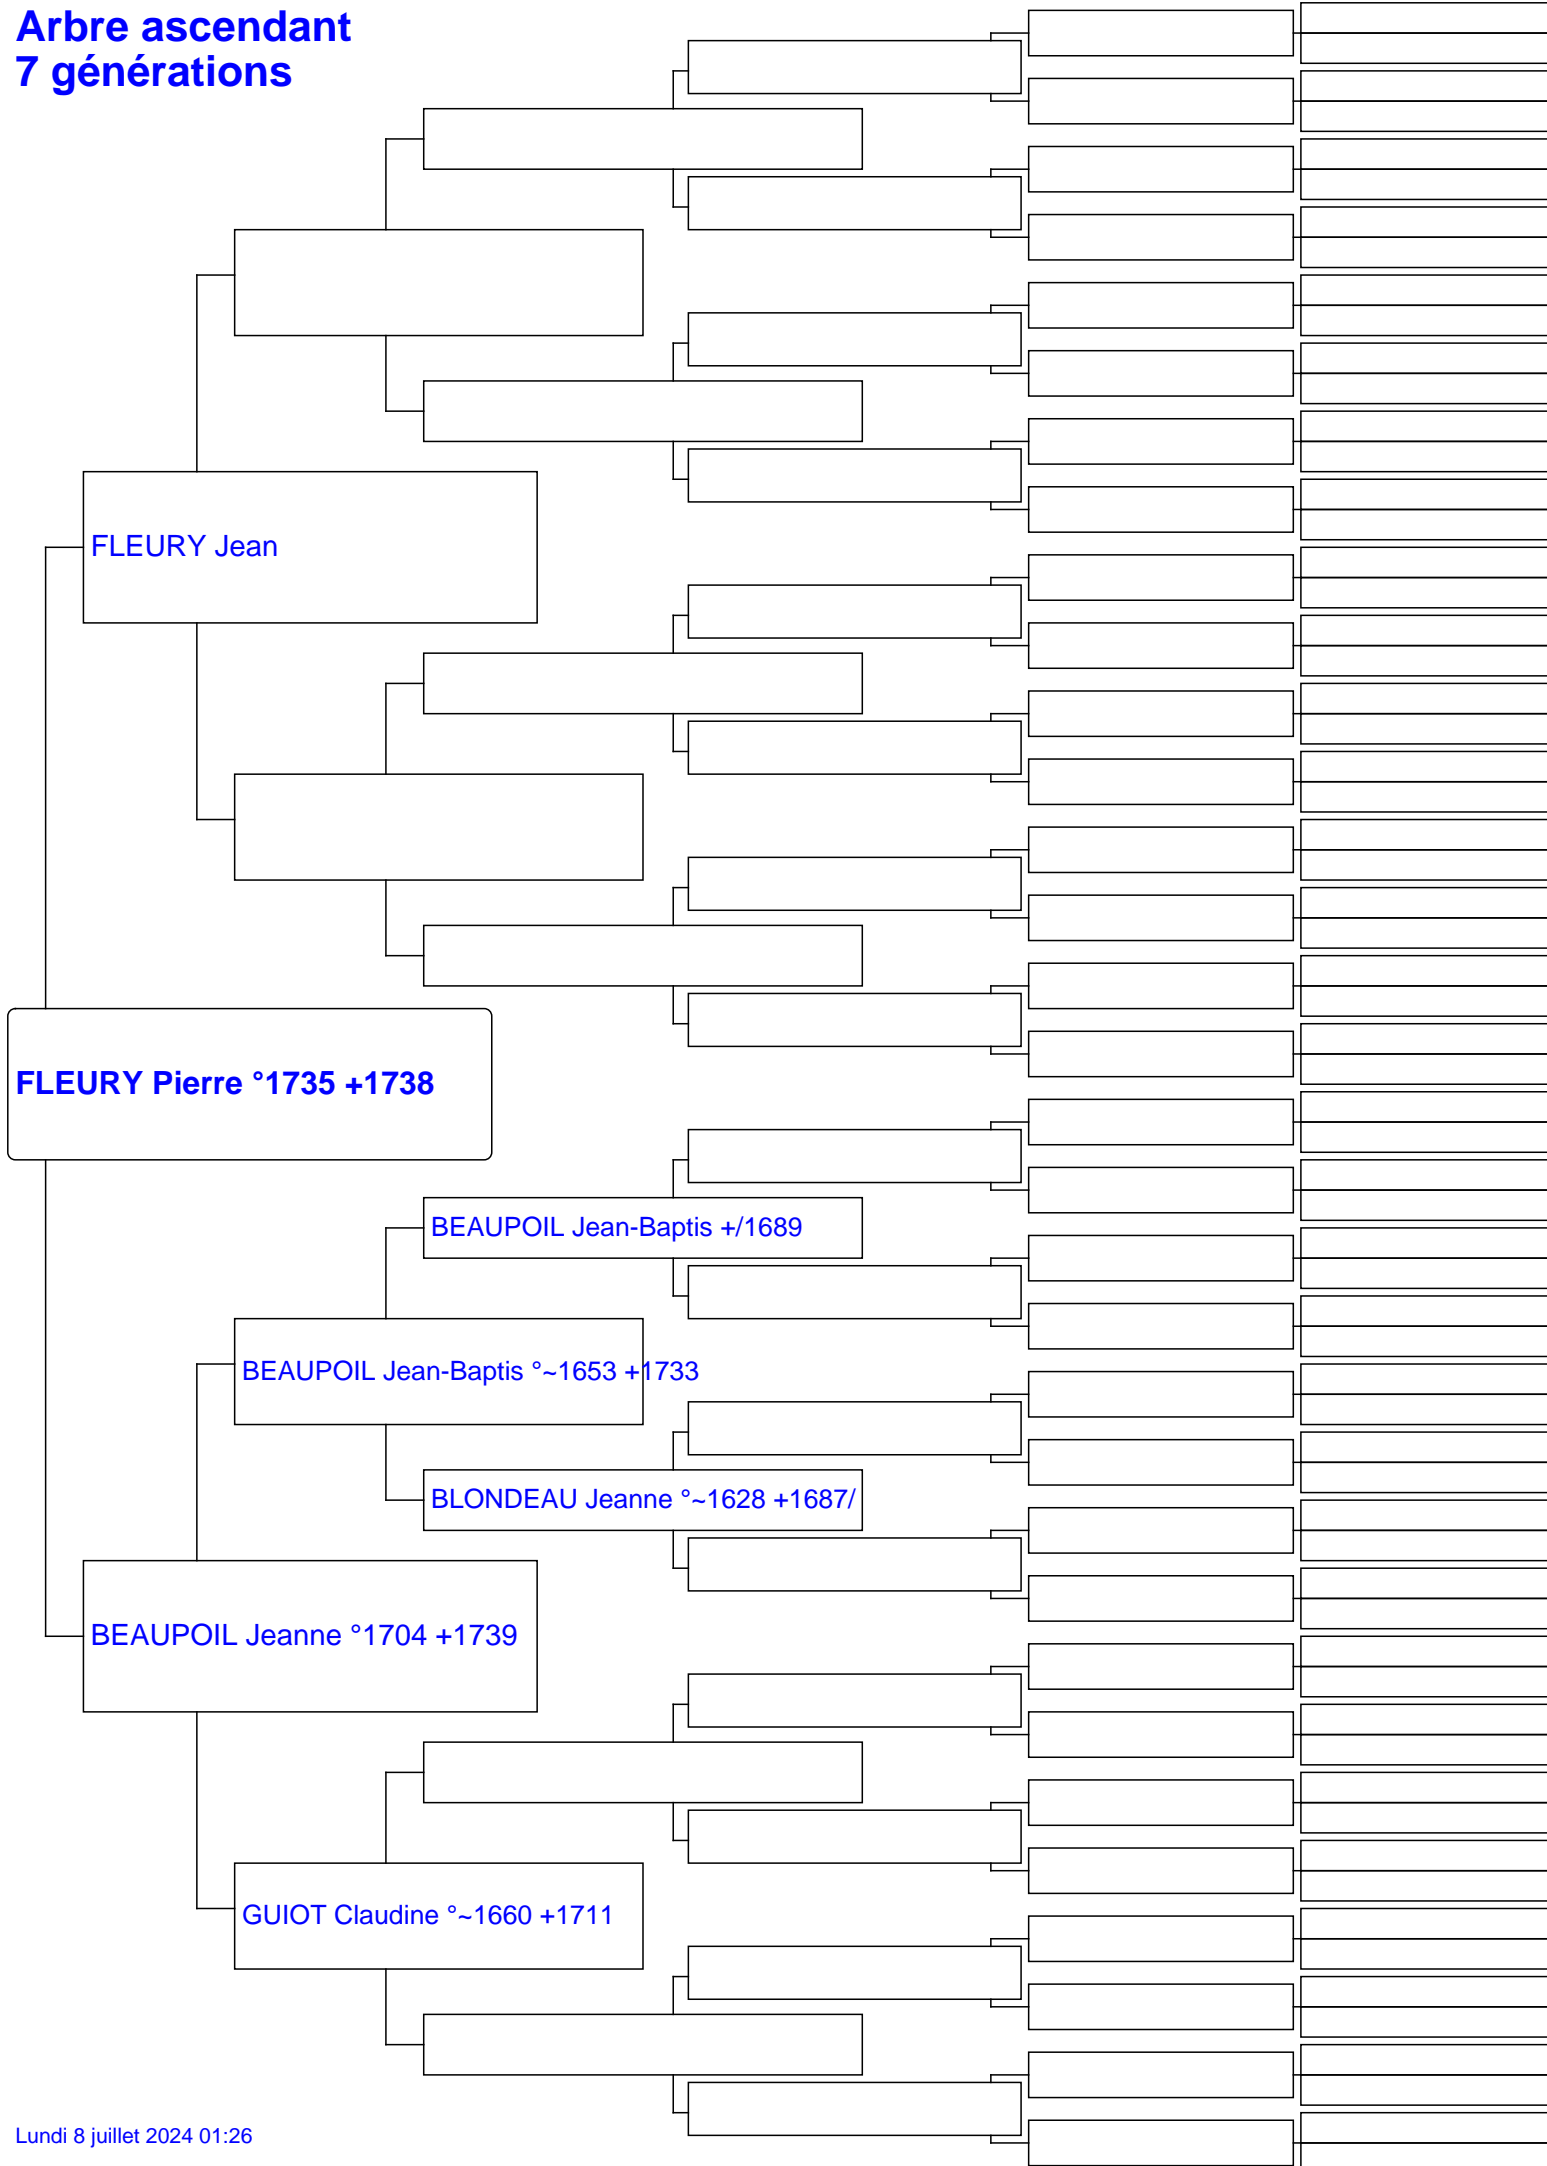 Arbre ascendant
7 générations
FLEURY Jean
FLEURY Pierre °1735 +1738
BEAUPOIL Jean-Baptis +/1689
BEAUPOIL Jean-Baptis °~1653 +1733
BLONDEAU Jeanne °~1628 +1687/
BEAUPOIL Jeanne °1704 +1739
GUIOT Claudine °~1660 +1711
Lundi 8 juillet 2024 01:26